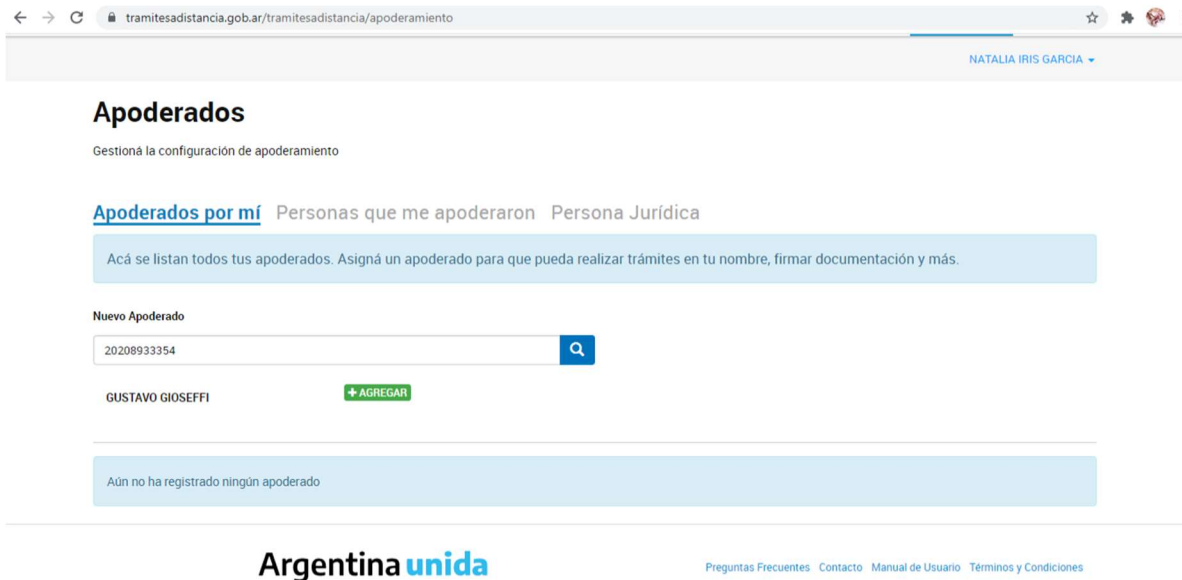 tramitesadistancia.gob.ar/tramitesadistancia/apoderamiento
NATALIA IRIS GARCIA
Apoderados
Gestioná la configuración de apoderamiento
Apoderados por mí Personas que me apoderaron Persona Jurídica
Acá se listan todos tus apoderados. Asigná un apoderado para que pueda realizar trámites en tu nombre, firmar documentación y más.
Nuevo Apoderado
20208933354
GUSTAVO GIOSEFFI + AGREGAR
Aún no ha registrado ningún apoderado
Argentina unida Preguntas Frecuentes Contacto Manual de Usuario Términos y Condiciones